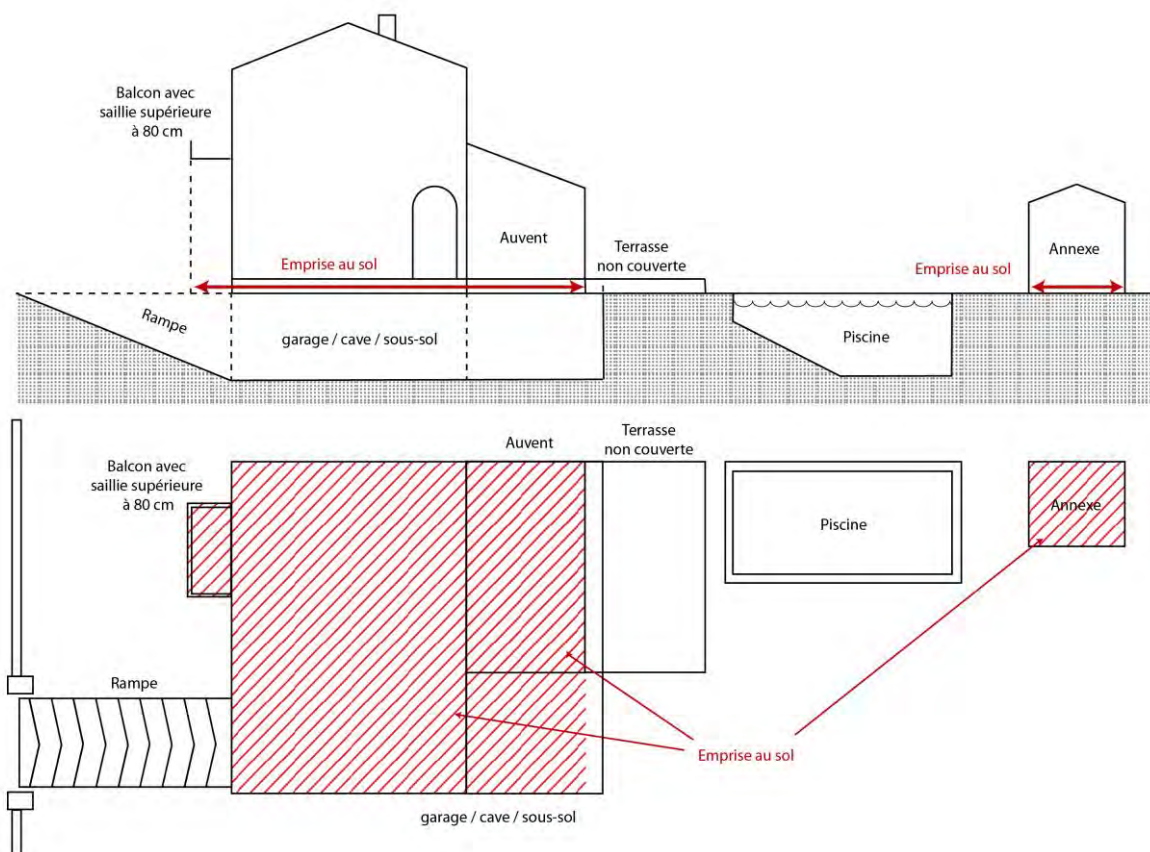 Balcon avec
saillie supérieure
à 80 cm
Emprise au sol
Auvent
Terrasse
non couverte
Emprise au sol
Annexe
Rampe
garage / cave / sous-sol
Piscine
Balcon avec
saillie supérieure
à 80 cm
Auvent
Terrasse
non couverte
Piscine
Annexe
Rampe
Emprise au sol
garage / cave / sous-sol